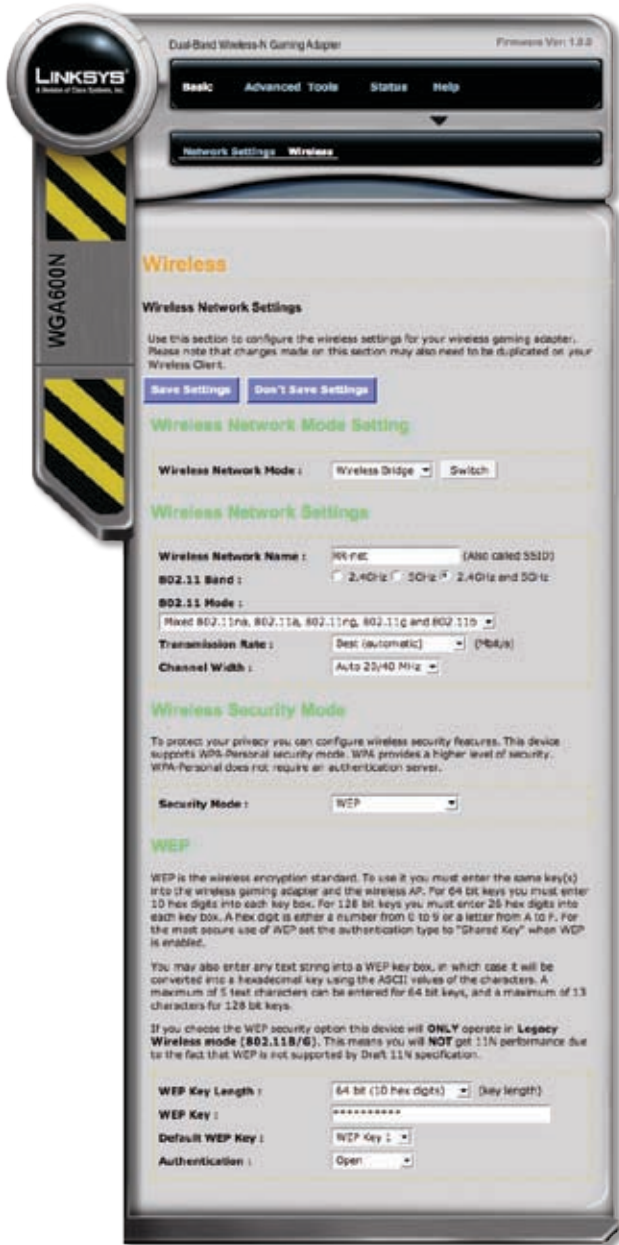 LINKSYS®
A Division of Cisco Systems, Inc.
Dual-Band Wireless-N Gaming Adapter
Firmware Ver: 1.0.0
Basic Advanced Tools Status Help
Network Settings Wireless
WGA600N
Wireless
Wireless Network Settings
Use this section to configure the wireless settings for your wireless gaming adapter.
Please note that changes made on this section may also need to be duplicated on your
Wireless Client.
Save Settings Don't Save Settings
Wireless Network Mode Setting
Wireless Network Mode : Wireless Bridge Switch
Wireless Network Settings
Wireless Network Name : (Also called SSID)
802.11 Band : 2.4GHz 5GHz 2.4GHz and 5GHz
802.11 Mode :
Mixed 802.11na, 802.11a, 802.11ng, 802.11g and 802.11b
Transmission Rate : Best (automatic) (Mbit/s)
Channel Width : Auto 20/40 MHz
Wireless Security Mode
To protect your privacy you can configure wireless security features. This device
supports WPA-Personal security mode. WPA provides a higher level of security.
WPA-Personal does not require an authentication server.
Security Mode : WEP
WEP
WEP is the wireless encryption standard. To use it you must enter the same key(s)
into the wireless gaming adapter and the wireless AP. For 64 bit keys you must enter
10 hex digits into each key box. For 128 bit keys you must enter 26 hex digits into
each key box. A hex digit is either a number from 0 to 9 or a letter from A to F. For
the most secure use of WEP set the authentication type to "Shared Key" when WEP
is enabled.
You may also enter any text string into a WEP key box, in which case it will be
converted into a hexadecimal key using the ASCII values of the characters. A
maximum of 5 text characters can be entered for 64 bit keys, and a maximum of 13
characters for 128 bit keys.
If you choose the WEP security option this device will ONLY operate in Legacy
Wireless mode (802.11B/G). This means you will NOT get 11N performance due
to the fact that WEP is not supported by Draft 11N specification.
WEP Key Length : 64 bit (10 hex digits) (key length)
WEP Key : **********
Default WEP Key : WEP Key 1
Authentication : Open